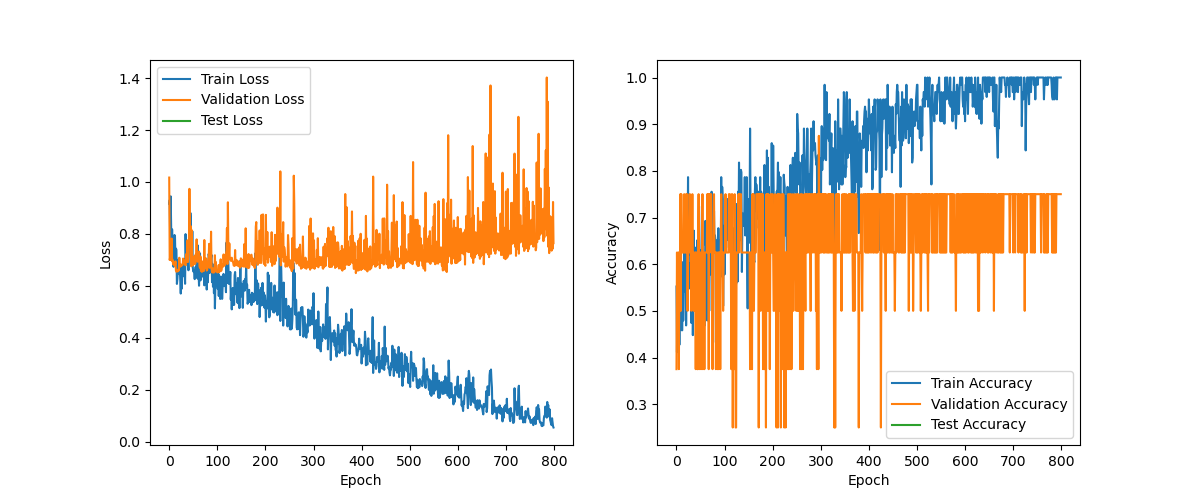 Train Loss
Validation Loss
Test Loss
1.4
1.2
1.0
0.8
0.6
0.4
0.2
0.0
Loss
0 100 200 300 400 500 600 700 800
Epoch
1.0
0.9
0.8
0.7
0.6
0.5
0.4
0.3
Accuracy
Train Accuracy
Validation Accuracy
Test Accuracy
0 100 200 300 400 500 600 700 800
Epoch